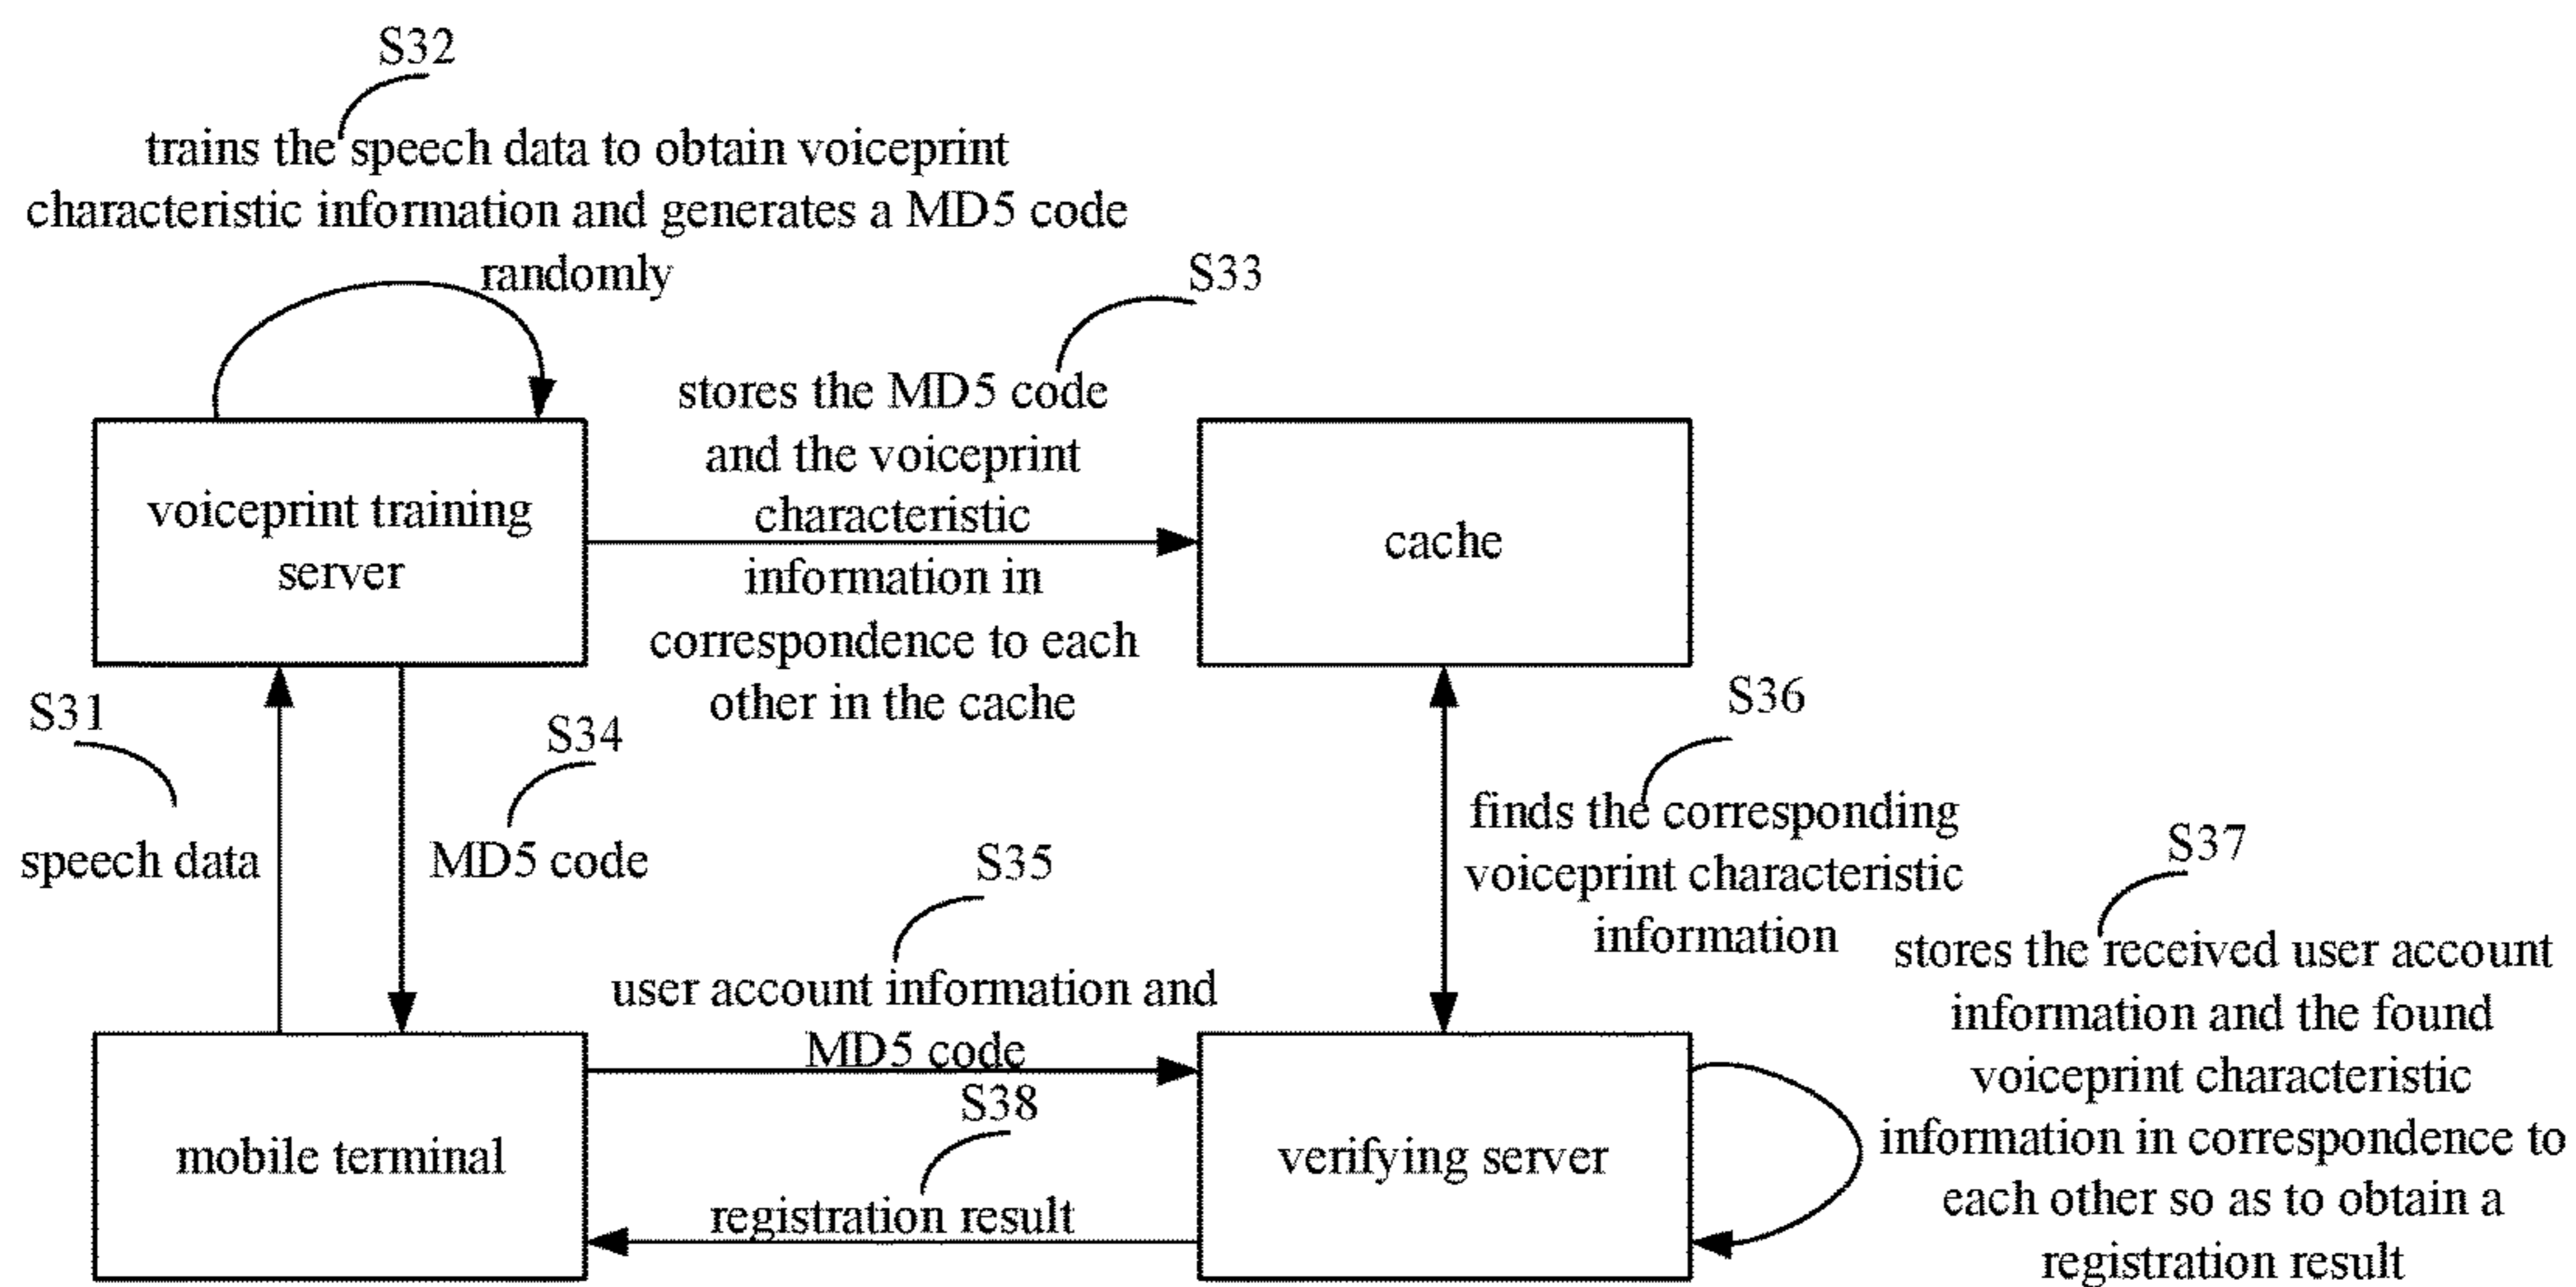 S32
trains the speech data to obtain voiceprint
characteristic information and generates a MD5 code
randomly
S33
stores the MD5 code
and the voiceprint
characteristic
information in
correspondence to each
other in the cache
voiceprint training
server
cache
S31
speech data
S34
MD5 code
S36
finds the corresponding
voiceprint characteristic
information
S35
user account information and
MD5 code
S37
stores the received user account
information and the found
voiceprint characteristic
information in correspondence to
each other so as to obtain a
registration result
mobile terminal
S38
registration result
verifying server